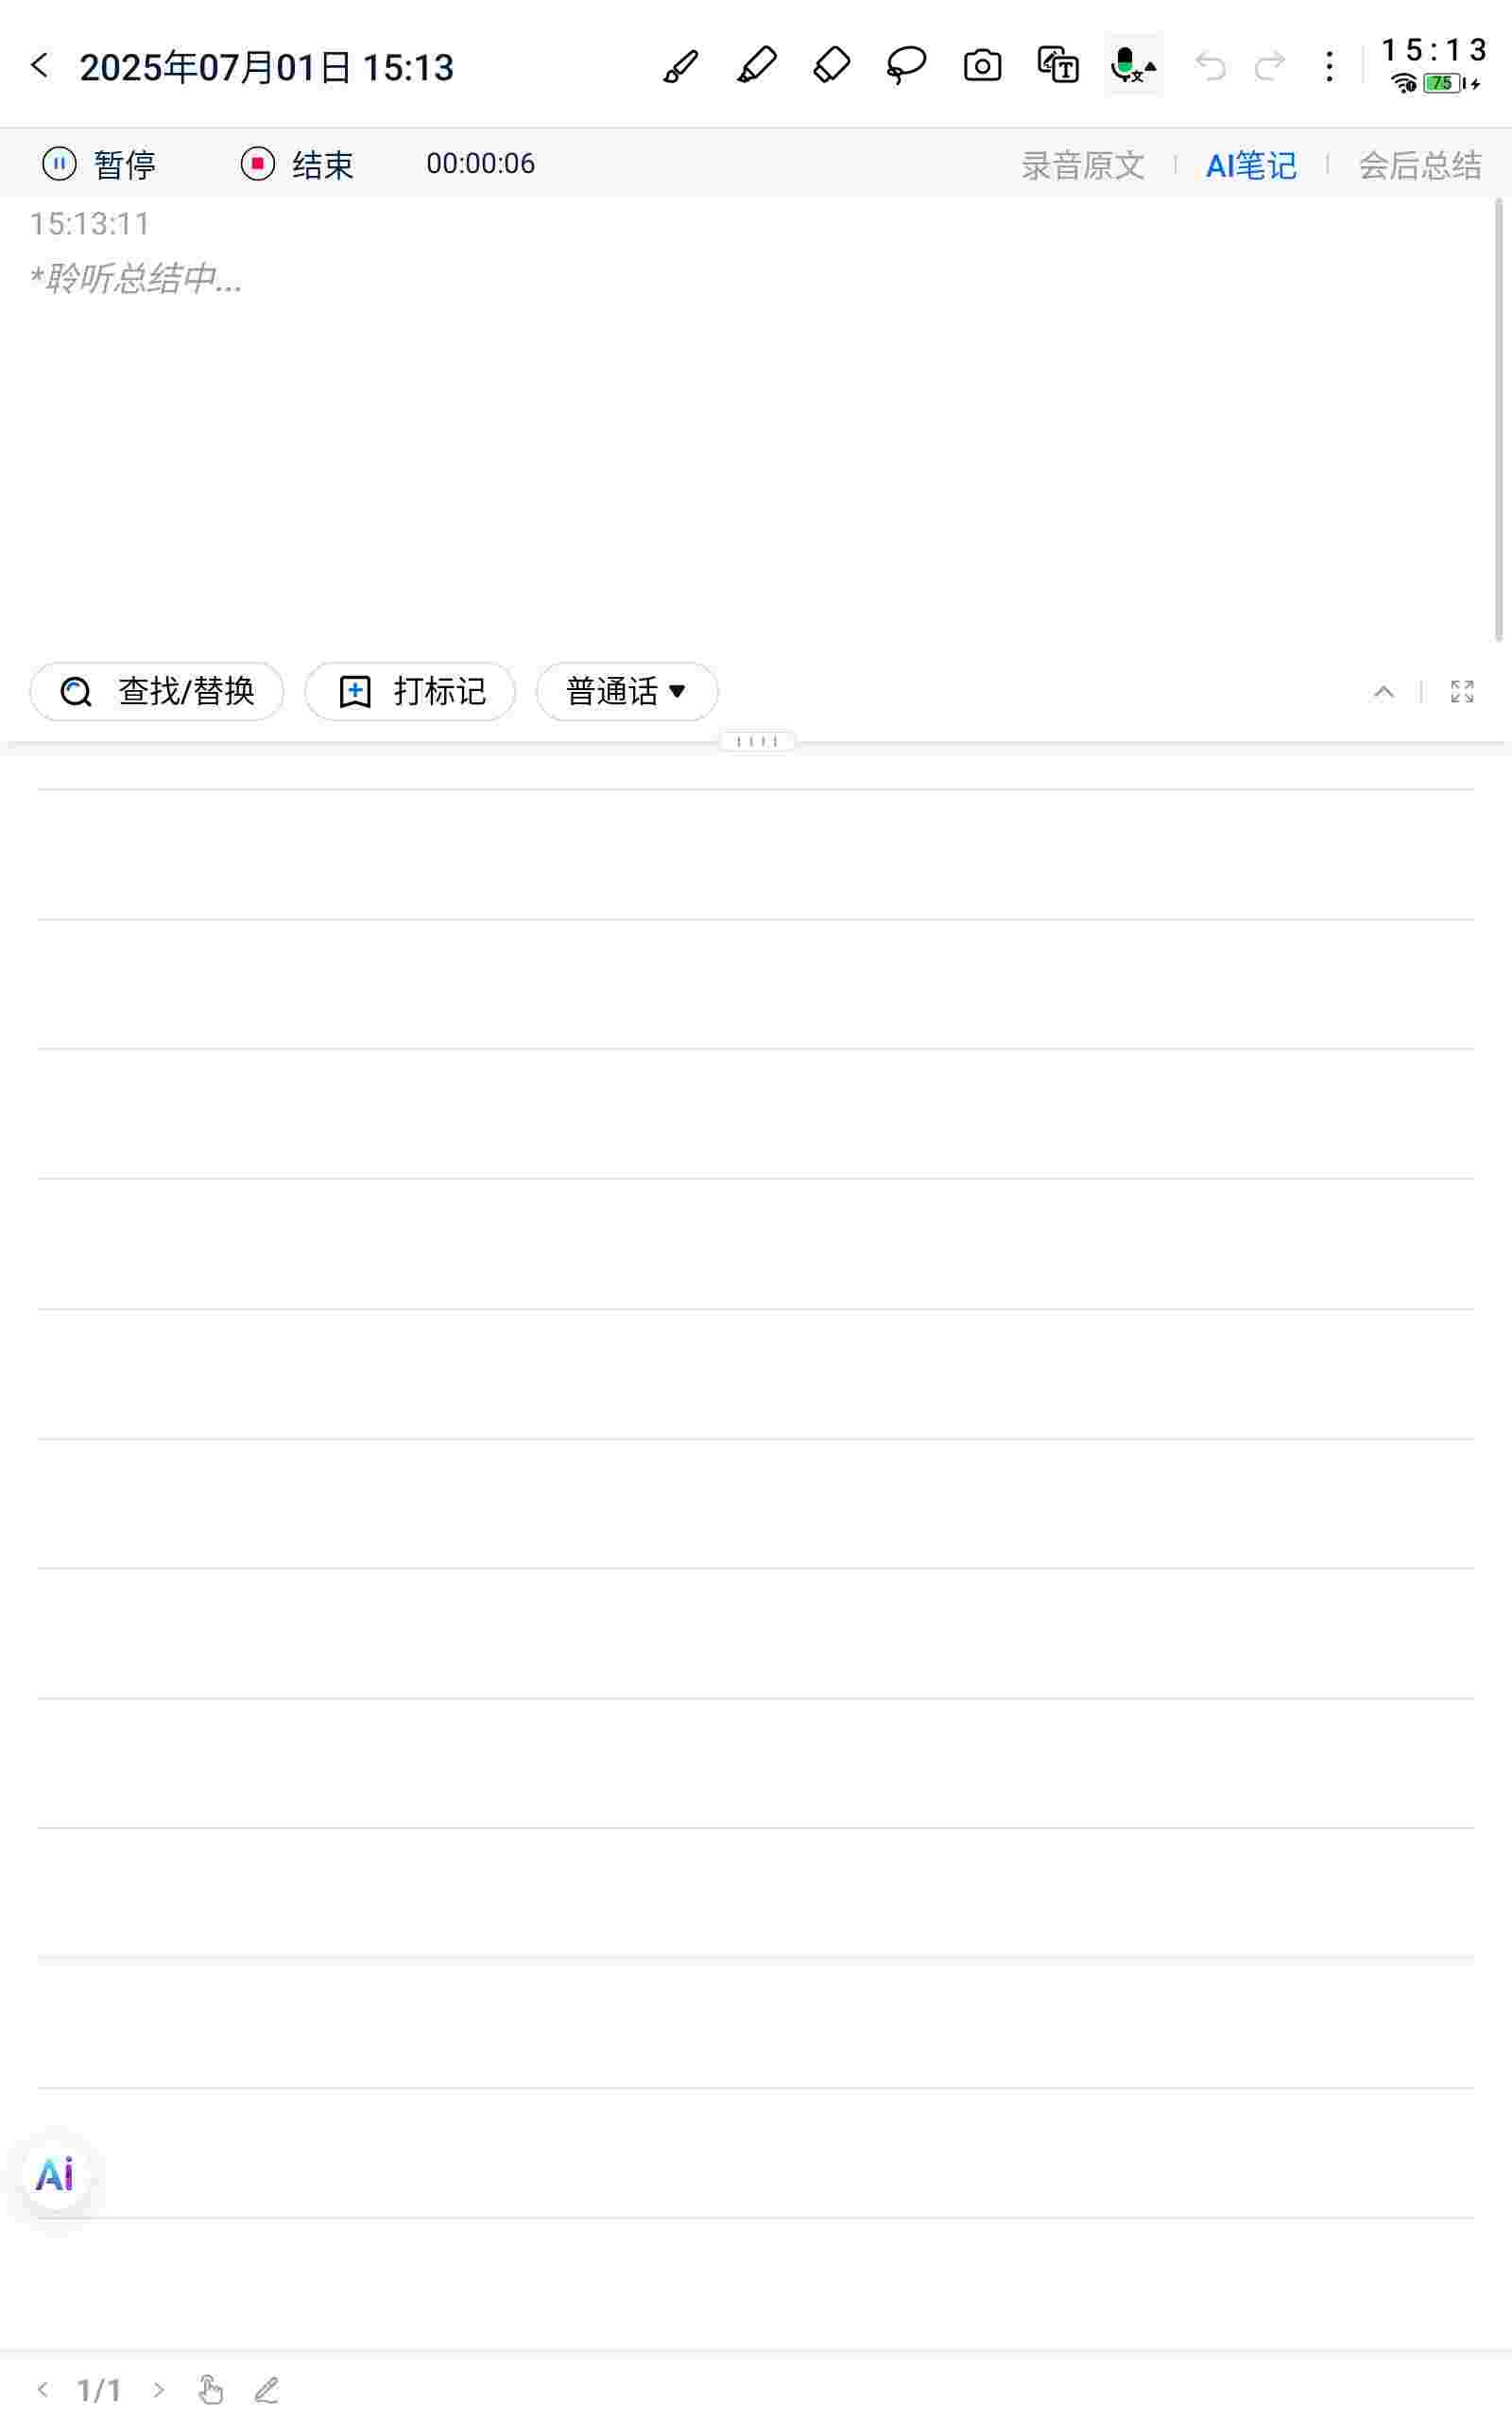 2025年07月01日 15:13
15:13
75
暂停 结束 00:00:06 录音原文 AI笔记 会后总结
15:13:11
*聆听总结中...
查找/替换 打标记 普通话
Ai
1/1